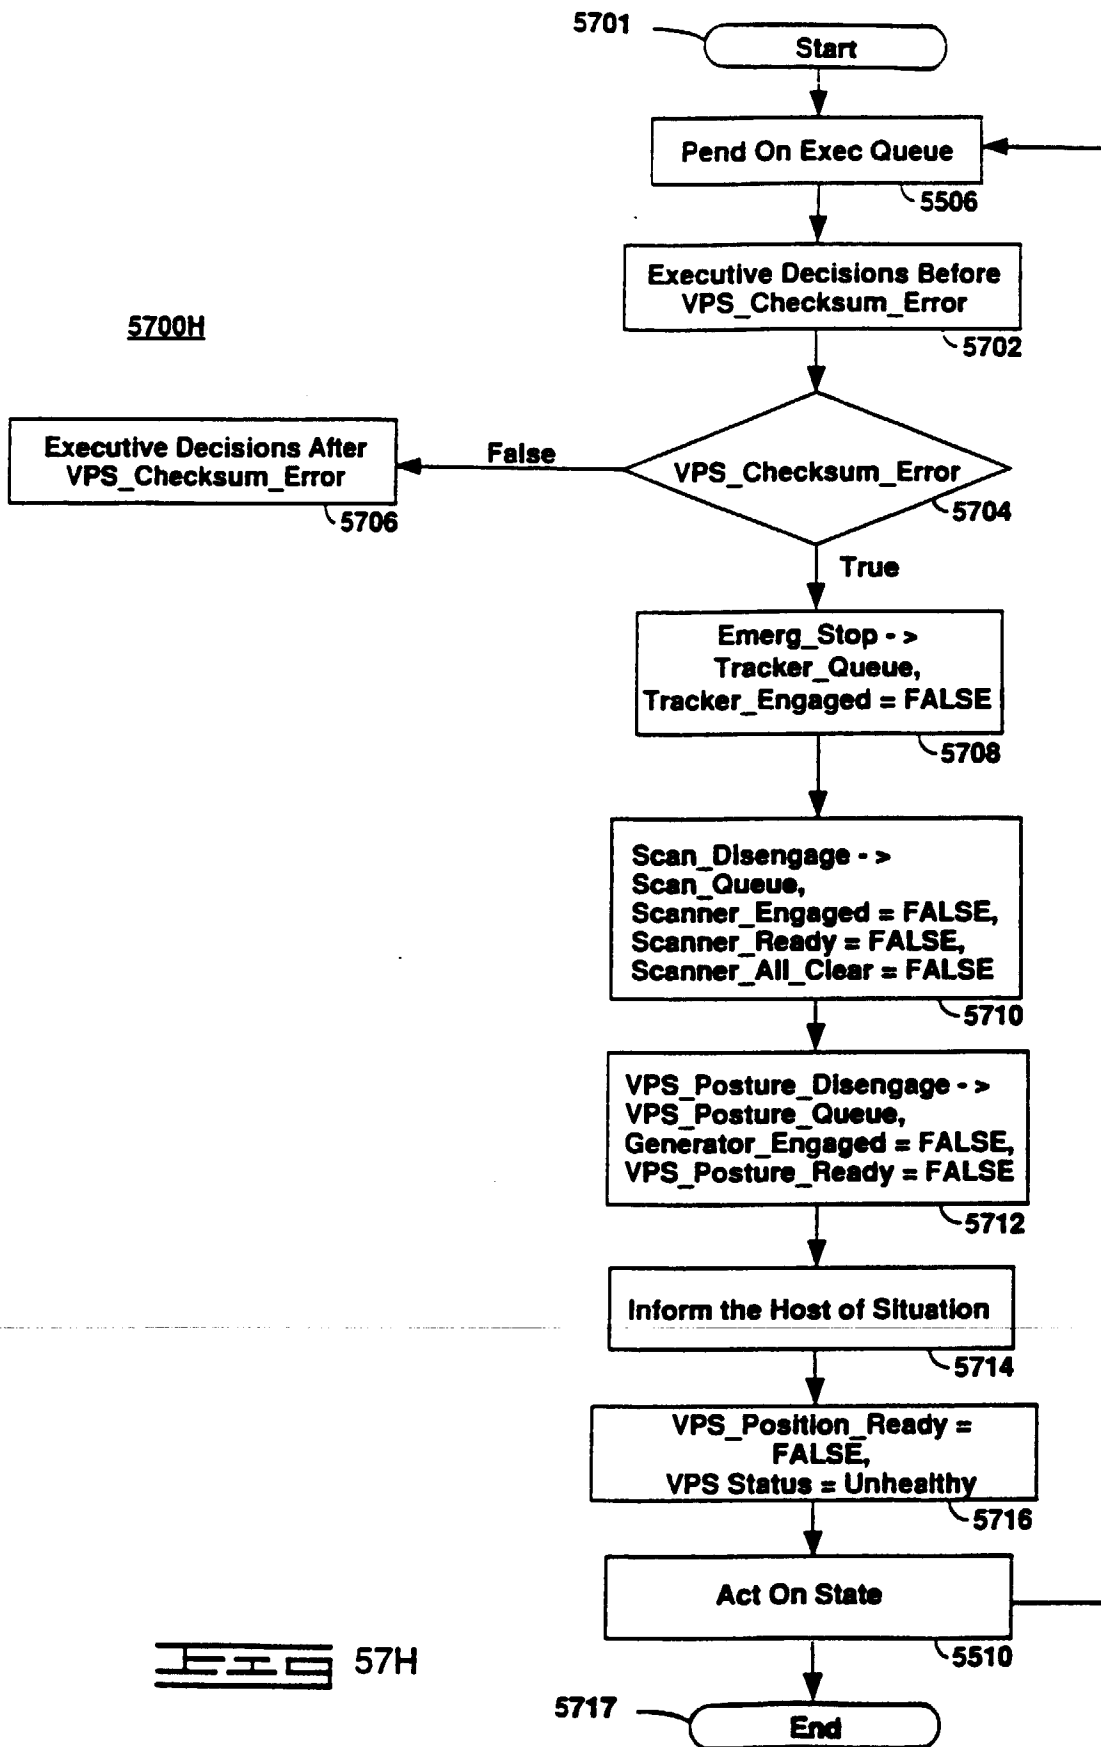 5701
Start
Pend On Exec Queue
5506
Executive Decisions Before
VPS_Checksum_Error
5702
5700H
Executive Decisions After
VPS_Checksum_Error
5706
False
VPS_Checksum_Error
5704
True
Emerg_Stop - >
Tracker_Queue,
Tracker_Engaged = FALSE
5708
Scan_Disengage - >
Scan_Queue,
Scanner_Engaged = FALSE,
Scanner_Ready = FALSE,
Scanner_All_Clear = FALSE
5710
VPS_Posture_Disengage - >
VPS_Posture_Queue,
Generator_Engaged = FALSE,
VPS_Posture_Ready = FALSE
5712
Inform the Host of Situation
5714
VPS_Position_Ready =
FALSE,
VPS Status = Unhealthy
5716
Act On State
5510
FIG 57H
5717
End